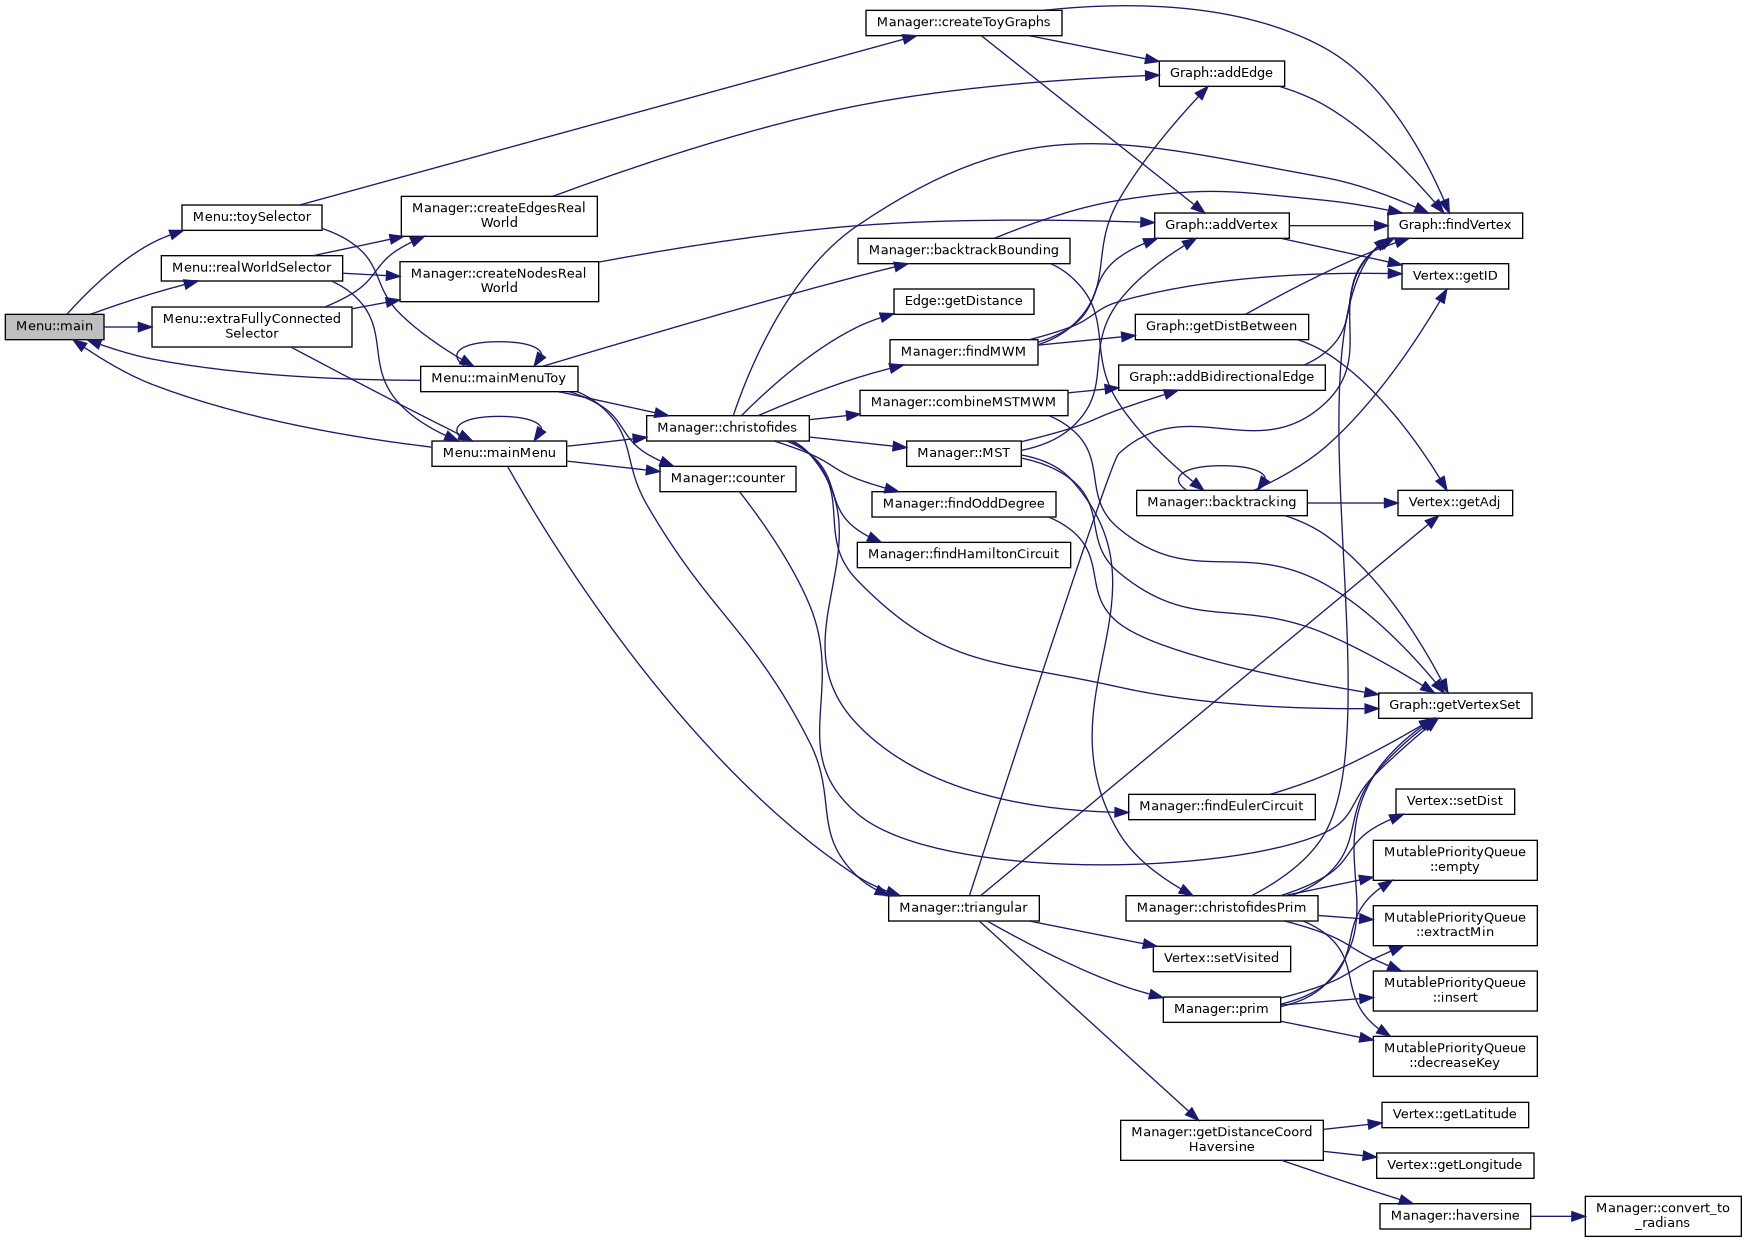 Menu::main
Menu::toySelector
Menu::realWorldSelector
Menu::extraFullyConnected
Selector
Manager::createEdgesReal
World
Manager::createNodesReal
World
Menu::mainMenuToy
Menu::mainMenu
Manager::christofides
Manager::counter
Manager::createToyGraphs
Manager::backtrackBounding
Edge::getDistance
Manager::findMWM
Manager::combineMSTMWM
Manager::MST
Manager::findOddDegree
Manager::findHamiltonCircuit
Manager::triangular
Graph::addEdge
Graph::addVertex
Graph::getDistBetween
Graph::addBidirectionalEdge
Manager::backtracking
Manager::findEulerCircuit
Manager::christofidesPrim
Vertex::setVisited
Manager::prim
Manager::getDistanceCoord
Haversine
Graph::findVertex
Vertex::getID
Vertex::getAdj
Graph::getVertexSet
Vertex::setDist
MutablePriorityQueue
::empty
MutablePriorityQueue
::extractMin
MutablePriorityQueue
::insert
MutablePriorityQueue
::decreaseKey
Vertex::getLatitude
Vertex::getLongitude
Manager::haversine
Manager::convert_to
_radians